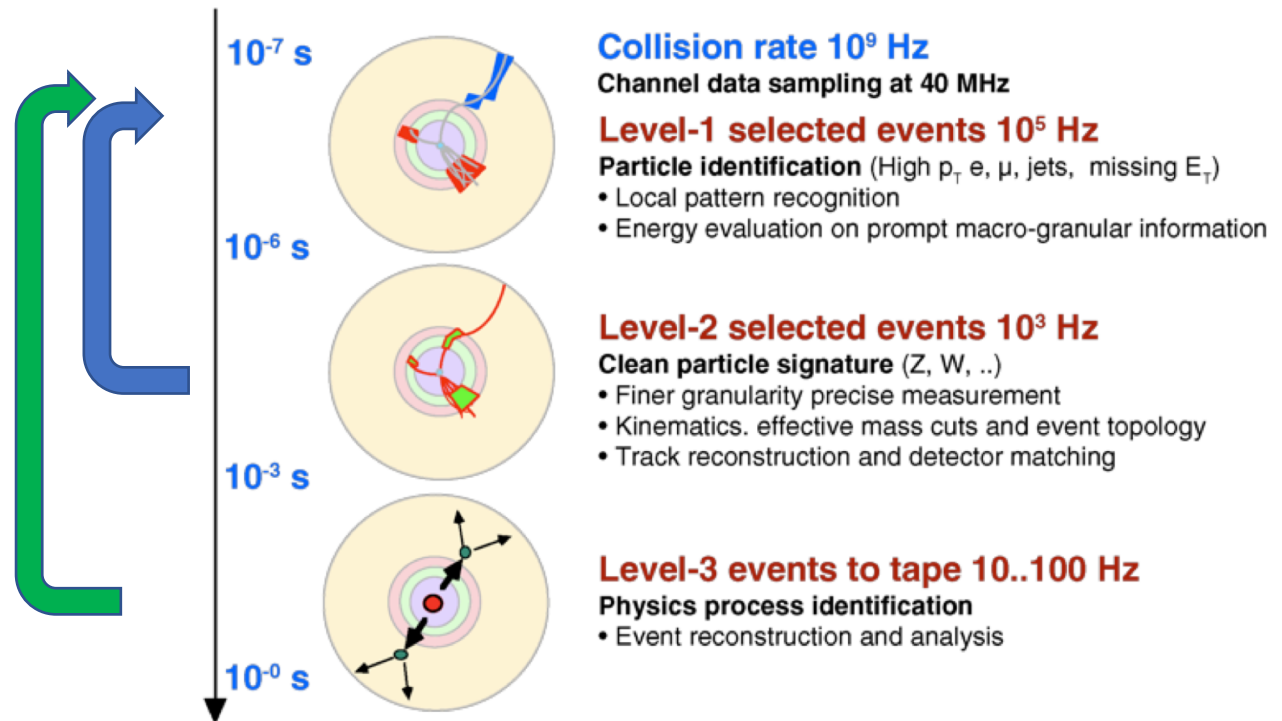 10⁻⁷ s
Collision rate 10⁹ Hz
Channel data sampling at 40 MHz
Level-1 selected events 10⁵ Hz
Particle identification (High p_T e, μ, jets, missing E_T)
• Local pattern recognition
• Energy evaluation on prompt macro-granular information
10⁻⁶ s
Level-2 selected events 10³ Hz
Clean particle signature (Z, W, ..)
• Finer granularity precise measurement
• Kinematics. effective mass cuts and event topology
• Track reconstruction and detector matching
10⁻³ s
Level-3 events to tape 10..100 Hz
Physics process identification
• Event reconstruction and analysis
10⁻⁰ s